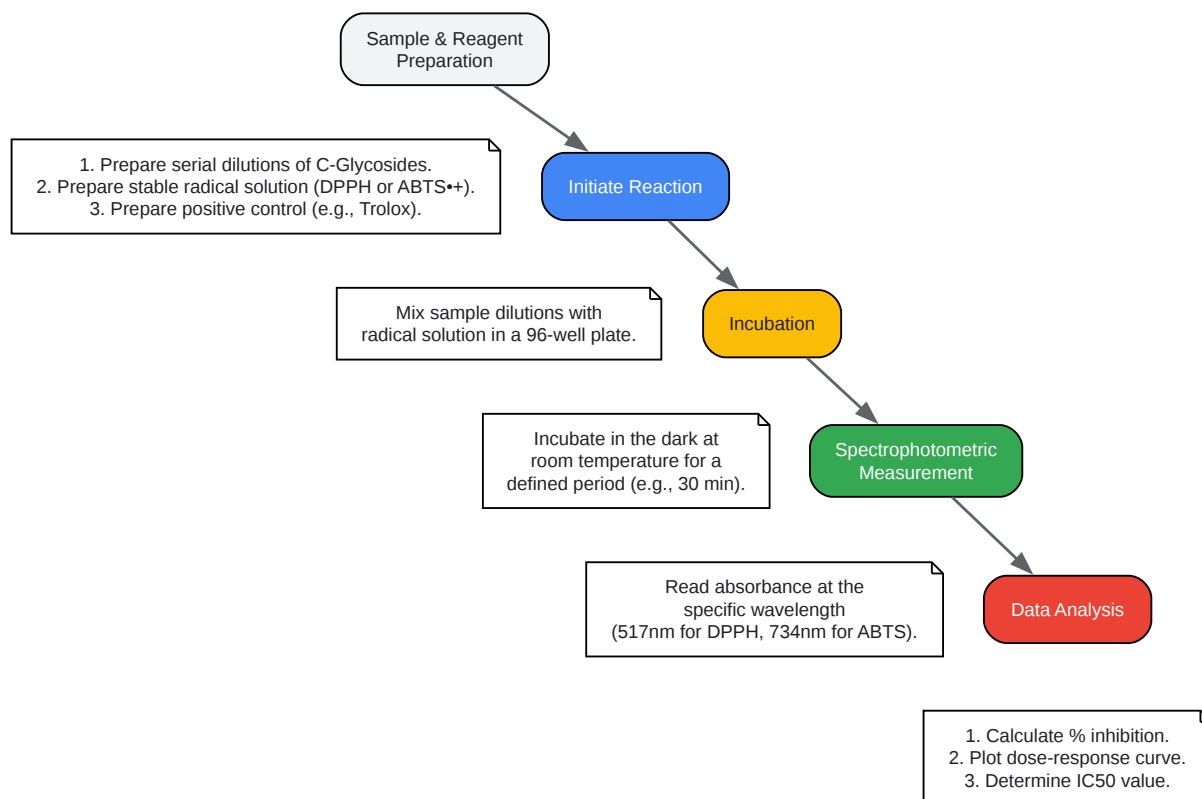 Sample & Reagent
Preparation
1. Prepare serial dilutions of C-Glycosides.
2. Prepare stable radical solution (DPPH or ABTS•+).
3. Prepare positive control (e.g., Trolox).
Initiate Reaction
Mix sample dilutions with
radical solution in a 96-well plate.
Incubation
Incubate in the dark at
room temperature for a
defined period (e.g., 30 min).
Spectrophotometric
Measurement
Read absorbance at the
specific wavelength
(517nm for DPPH, 734nm for ABTS).
Data Analysis
1. Calculate % inhibition.
2. Plot dose-response curve.
3. Determine IC50 value.